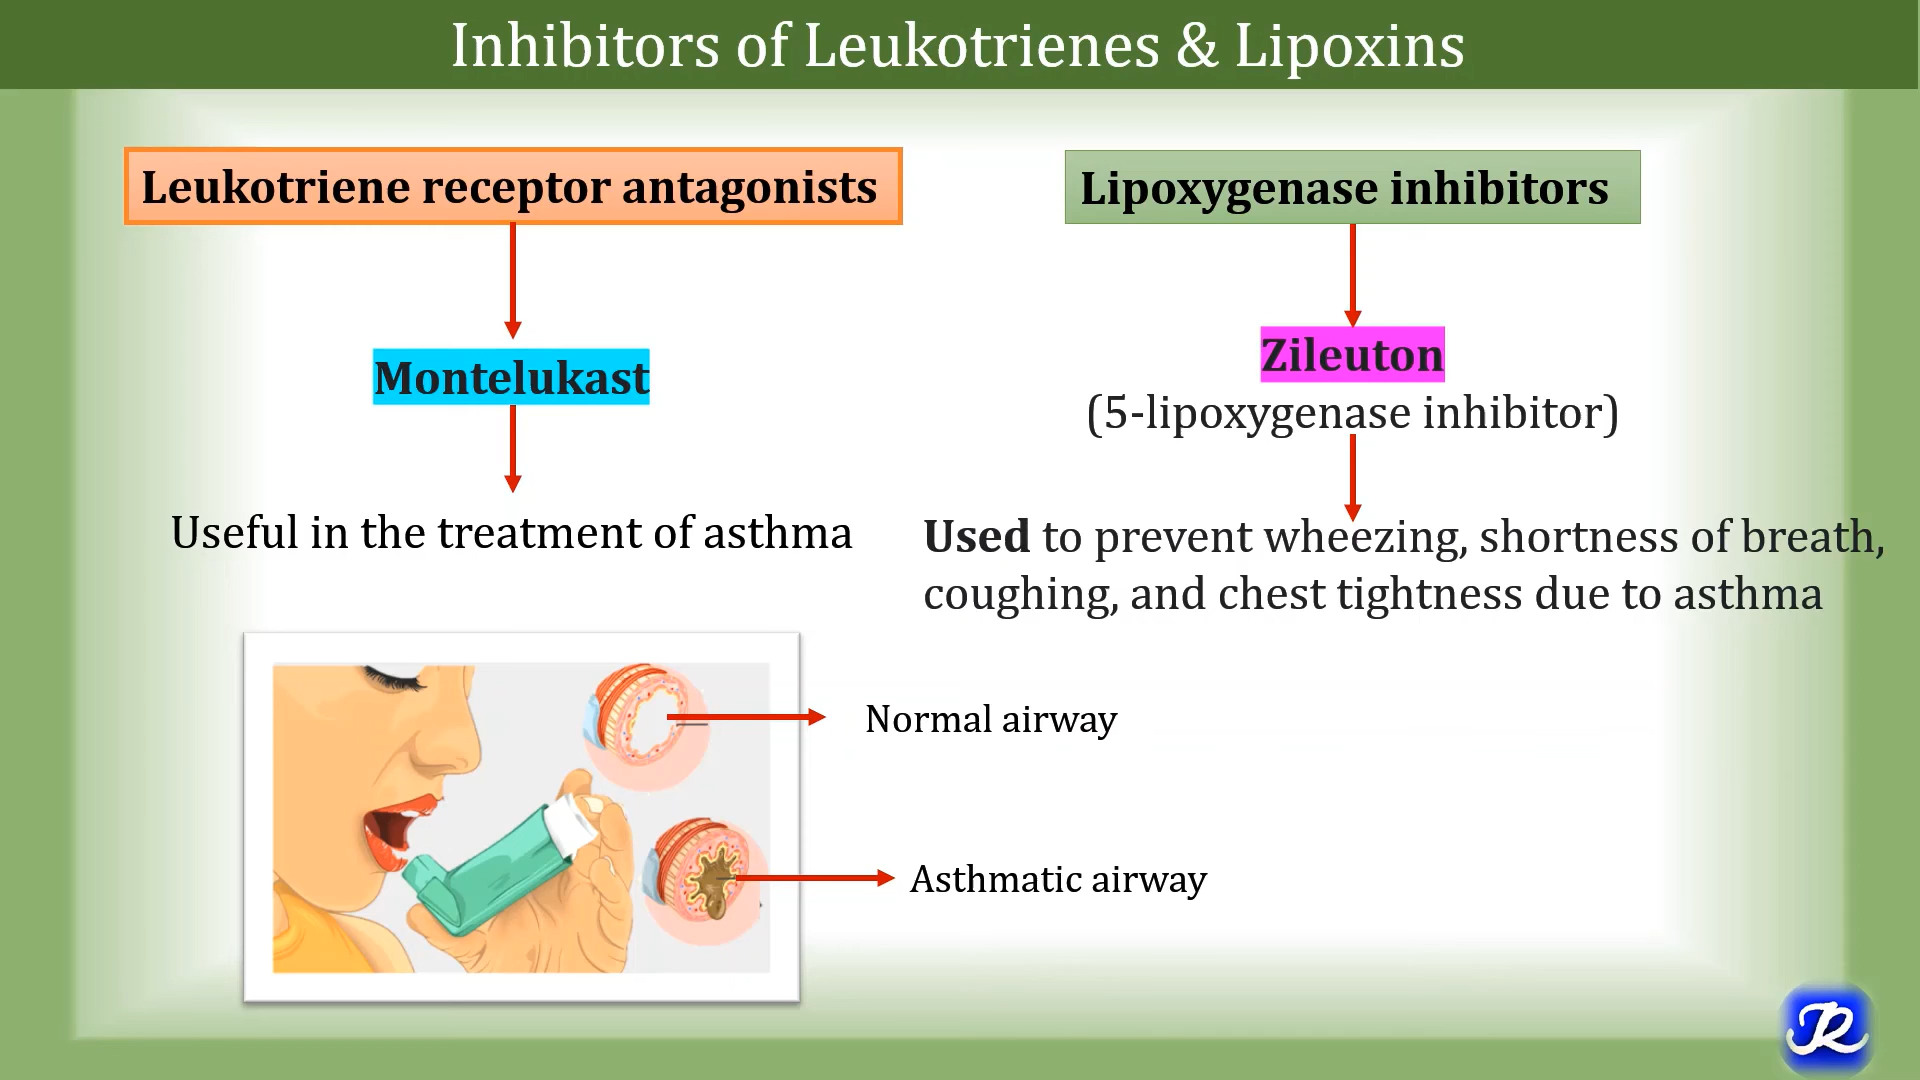 Inhibitors of Leukotrienes & Lipoxins
Leukotriene receptor antagonists
Montelukast
Useful in the treatment of asthma
Lipoxygenase inhibitors
Zileuton
(5-lipoxygenase inhibitor)
Used to prevent wheezing, shortness of breath,
coughing, and chest tightness due to asthma
Normal airway
Asthmatic airway
JR